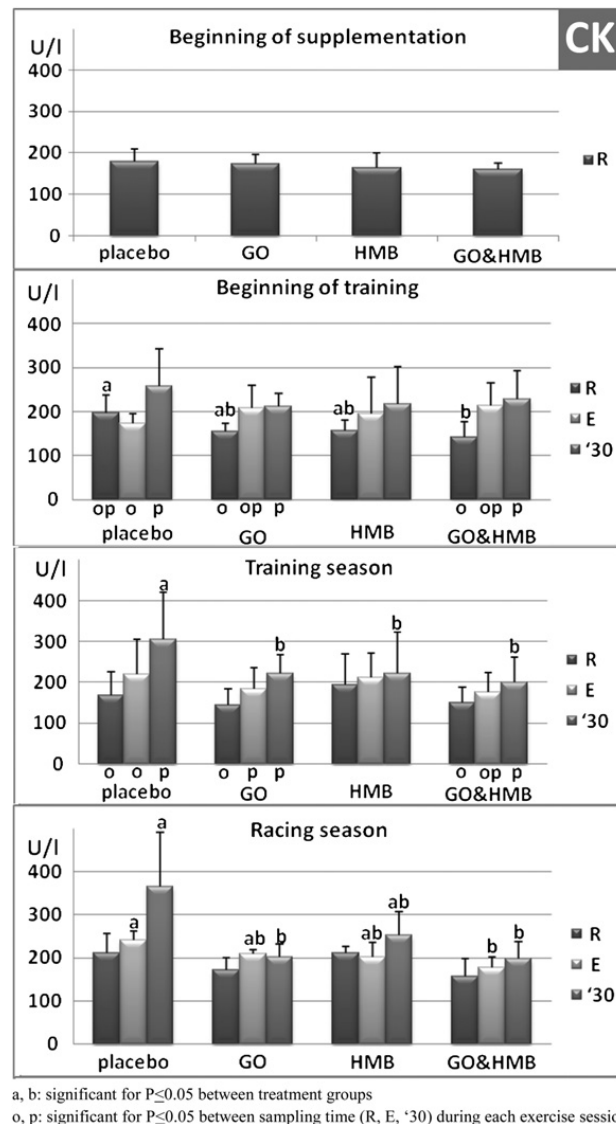 Beginning of supplementation
CK
U/l
400
300
200
100
0
R
placebo GO HMB GO&HMB
Beginning of training
U/l
400
300
200
100
0
a ab ab b
R
E
‘30
op o p o op p o op p
placebo GO HMB GO&HMB
Training season
U/l
400
300
200
100
0
a b b b
R
E
‘30
o o p o p p o op p
placebo GO HMB GO&HMB
Racing season
U/l
400
300
200
100
0
a a ab b ab ab b b
R
E
‘30
placebo GO HMB GO&HMB
a, b: significant for P≤0.05 between treatment groups
o, p: significant for P≤0.05 between sampling time (R, E, ‘30) during each exercise sessio